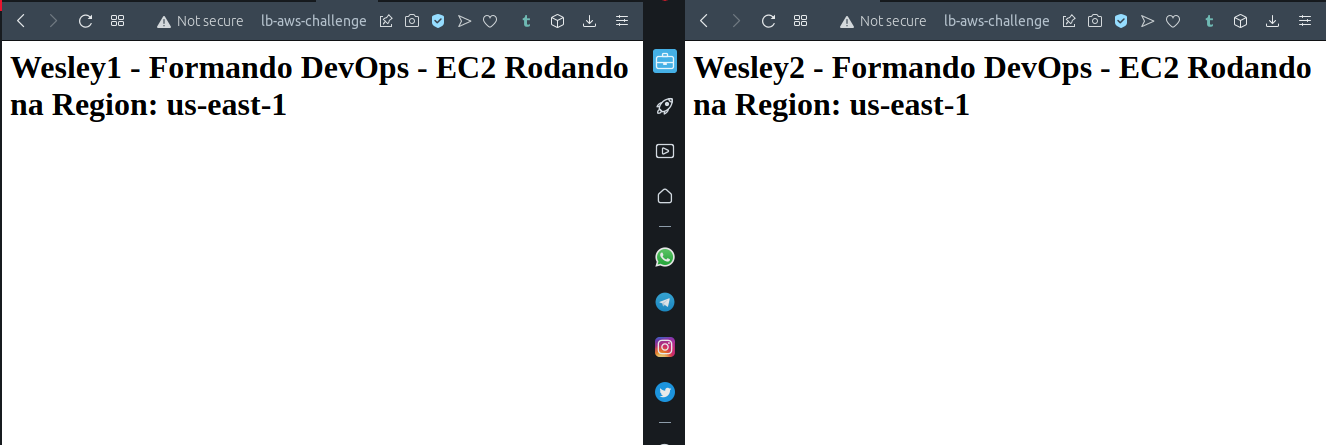 Not secure lb-aws-challenge
Wesley1 - Formando DevOps - EC2 Rodando
na Region: us-east-1
Not secure lb-aws-challenge
Wesley2 - Formando DevOps - EC2 Rodando
na Region: us-east-1